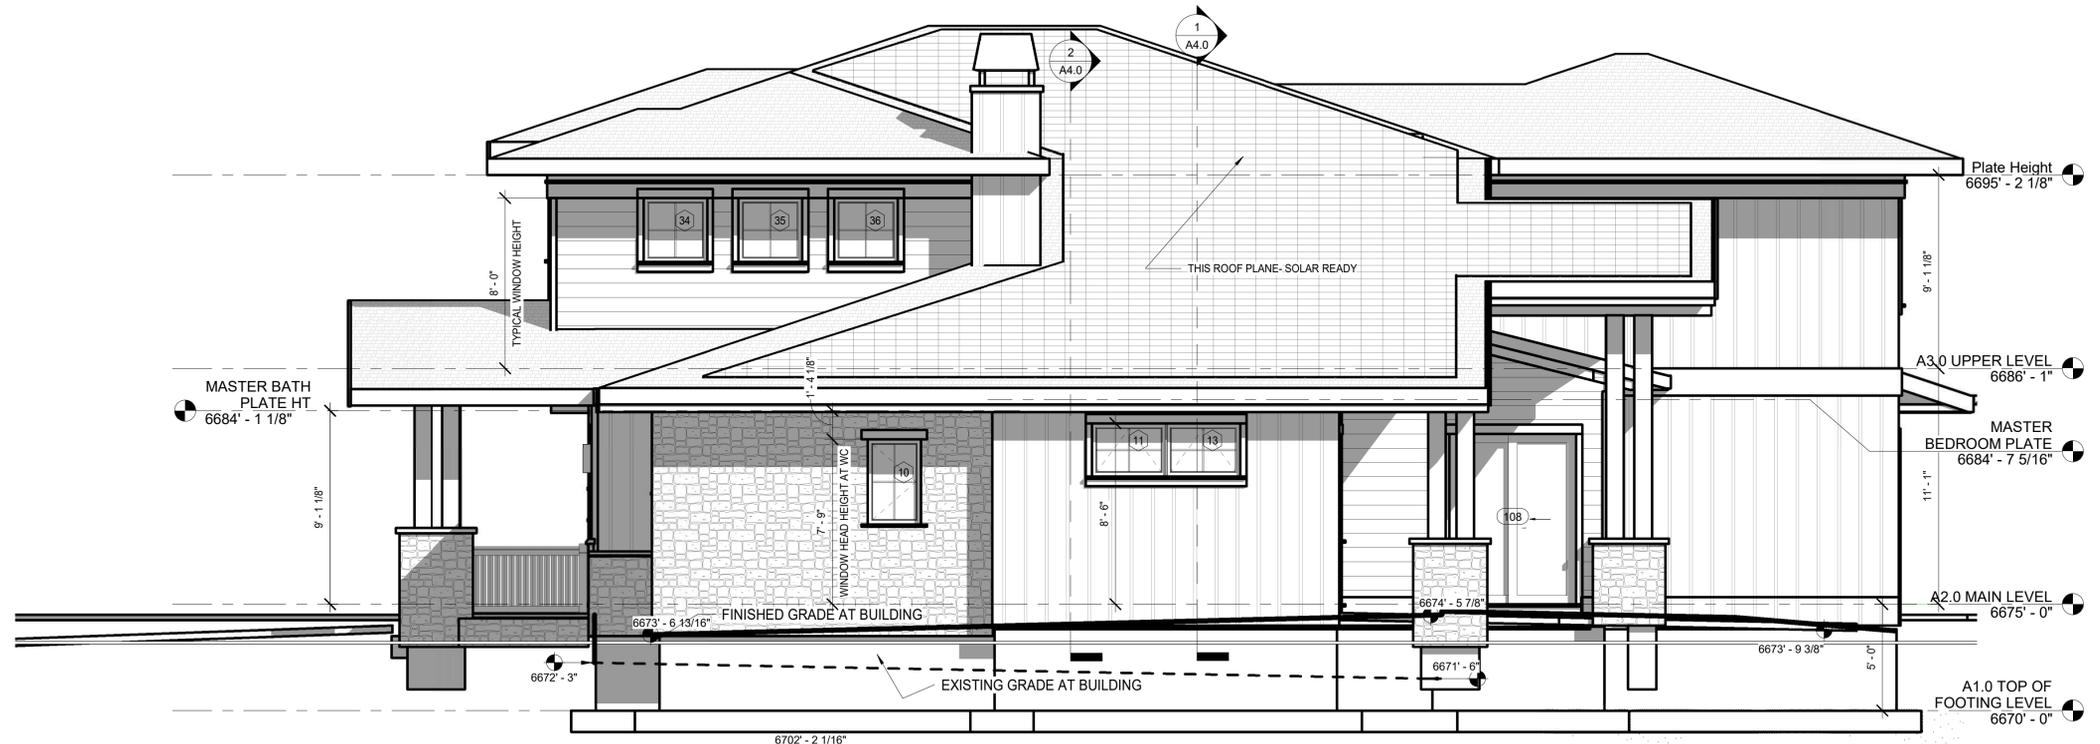 1
A4.0
2
A4.0
Plate Height
6695' - 2 1/8"
34
35
36
8' - 0"
TYPICAL WINDOW HEIGHT
THIS ROOF PLANE- SOLAR READY
9' - 1 1/8"
A3.0 UPPER LEVEL
6686' - 1"
MASTER BATH
PLATE HT
6684' - 1 1/8"
1' - 4 1/8"
MASTER
BEDROOM PLATE
6684' - 7 5/16"
11
13
10
9' - 1 1/8"
7' - 9"
WINDOW HEAD HEIGHT AT WC
8' - 6"
108
11' - 1"
A2.0 MAIN LEVEL
6675' - 0"
FINISHED GRADE AT BUILDING
6673' - 6 13/16"
6674' - 5 7/8"
6673' - 9 3/8"
5' - 0"
6672' - 3"
6671' - 6"
EXISTING GRADE AT BUILDING
A1.0 TOP OF
FOOTING LEVEL
6670' - 0"
6702' - 2 1/16"